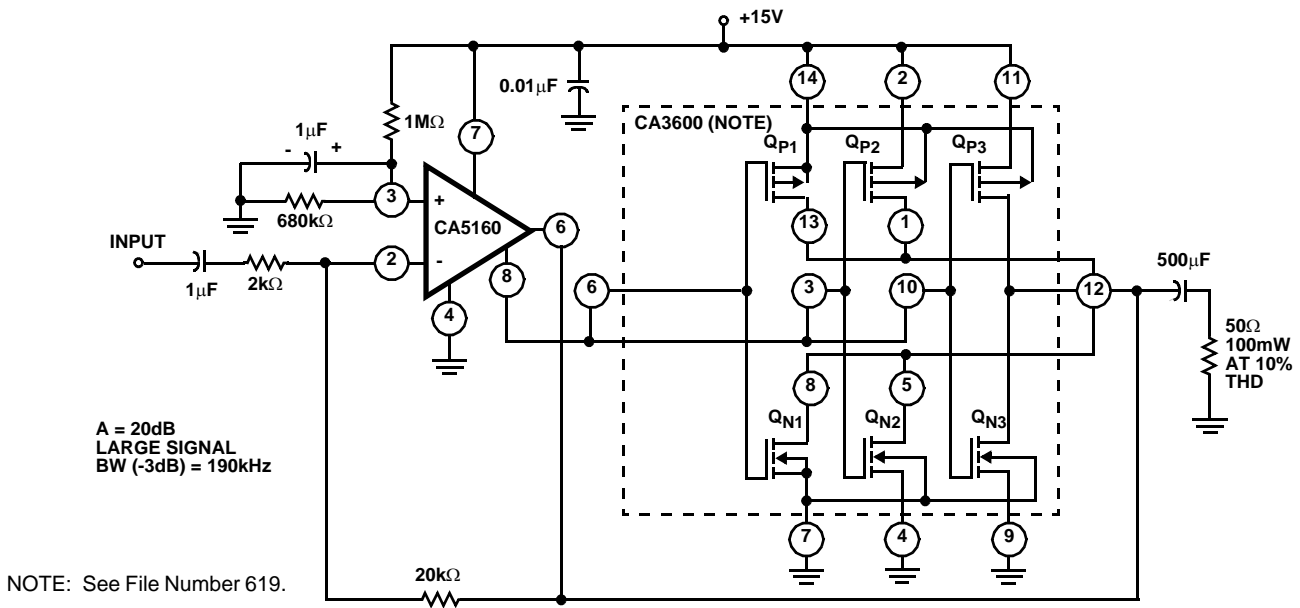 +15V
0.01μF
14
2
11
CA3600 (NOTE)
1μF
- +
1MΩ
7
QP1
QP2
QP3
3
+
680kΩ
CA5160
6
13
1
INPUT
500μF
1μF
2kΩ
2
-
8
6
3
10
12
4
50Ω
100mW
AT 10%
THD
8
5
QN1
QN2
QN3
A = 20dB
LARGE SIGNAL
BW (-3dB) = 190kHz
7
4
9
20kΩ
NOTE: See File Number 619.